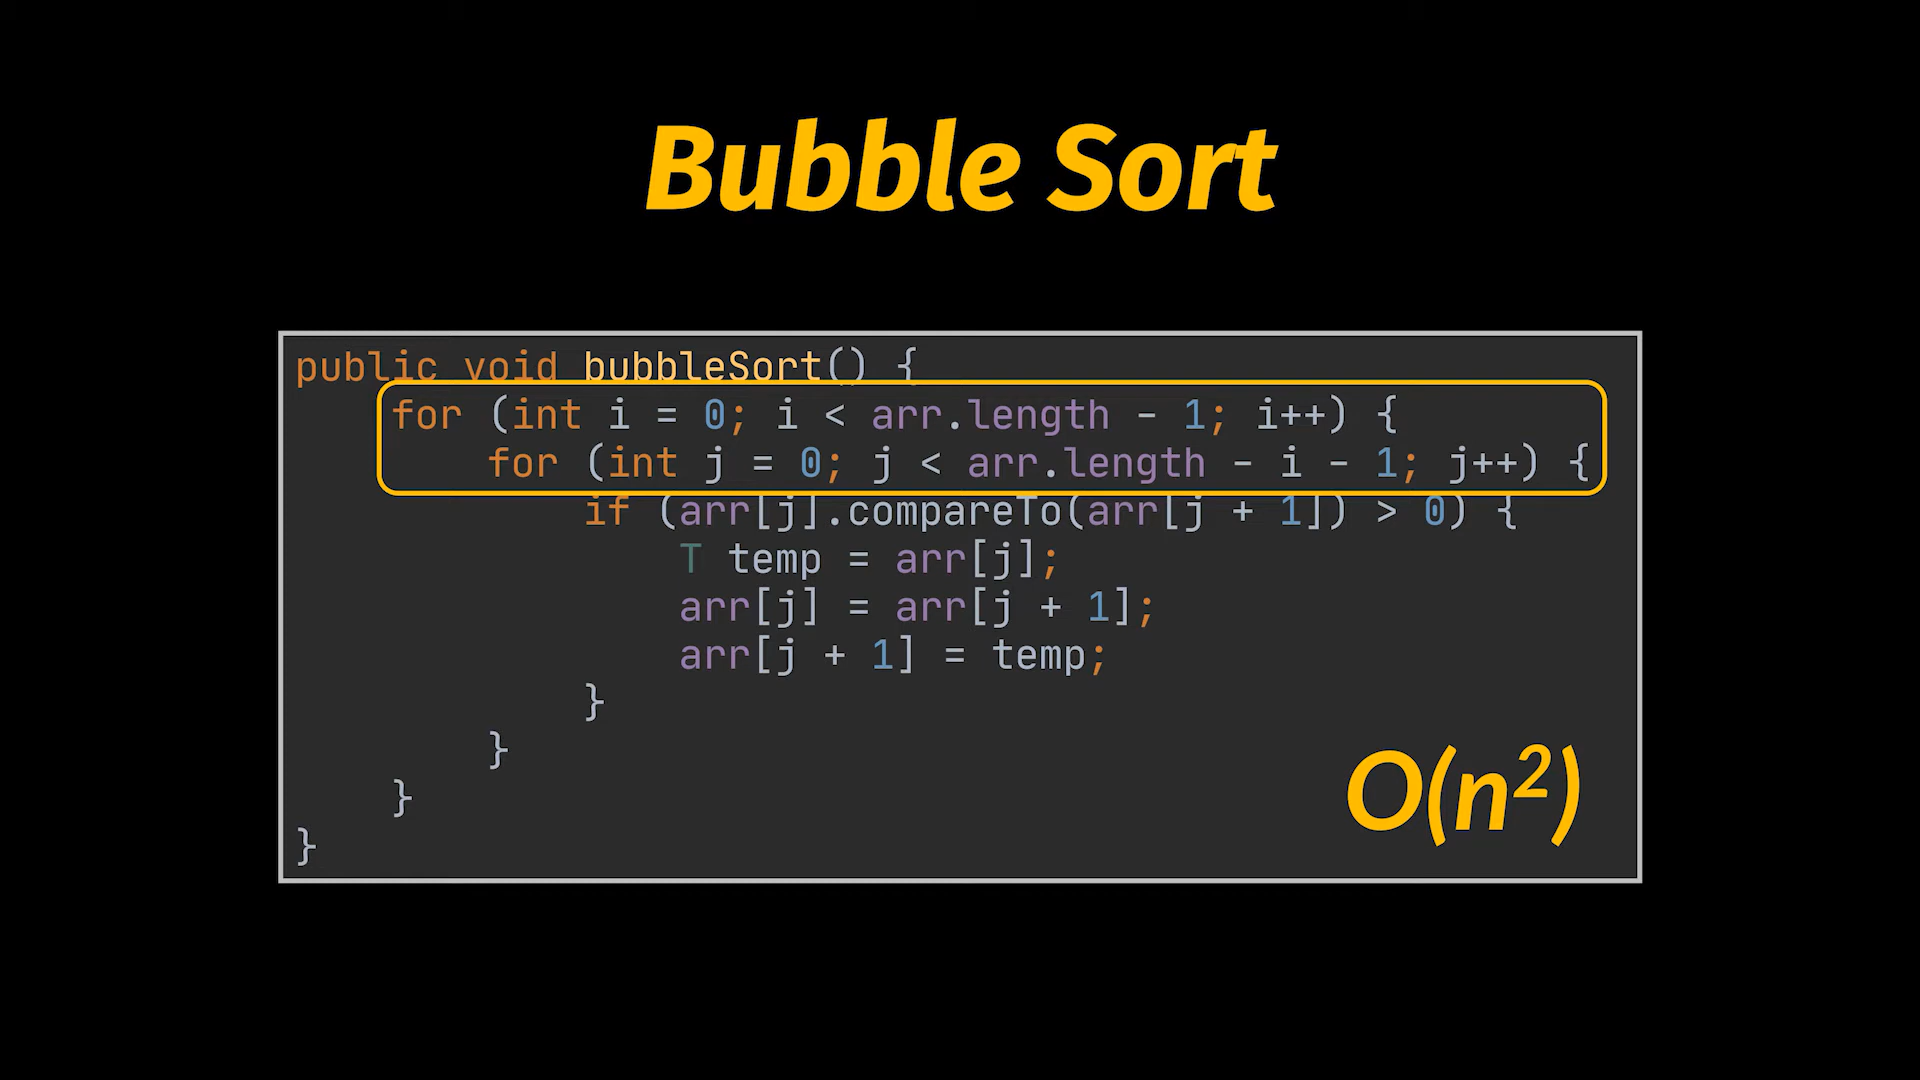 Bubble Sort
public void bubbleSort() {
for (int i = 0; i < arr.length - 1; i++) {
for (int j = 0; j < arr.length - i - 1; j++) {
if (arr[j].compareTo(arr[j + 1]) > 0) {
T temp = arr[j];
arr[j] = arr[j + 1];
arr[j + 1] = temp;
}
}
}
}
O(n²)